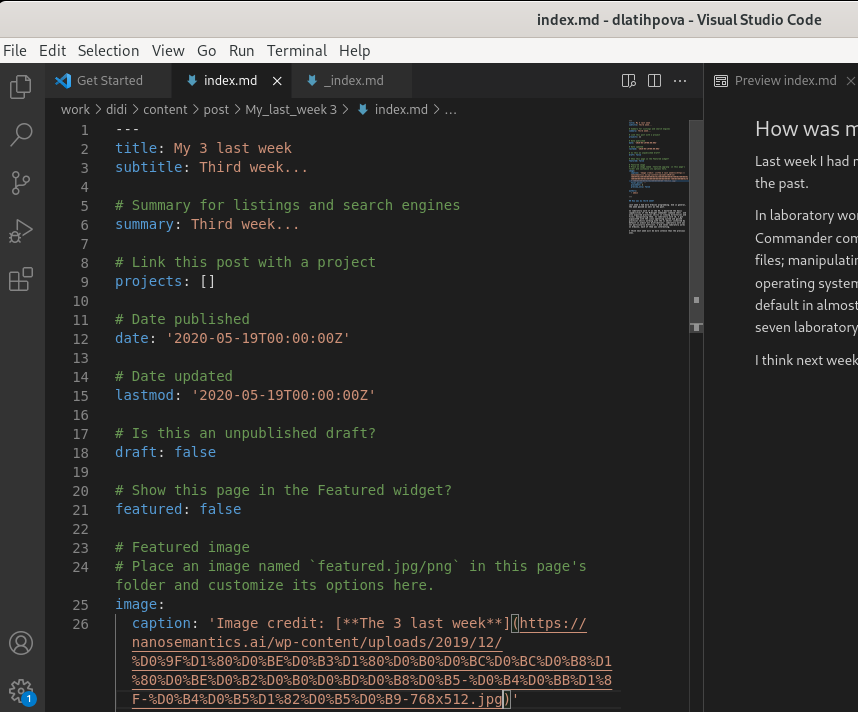 index.md - dlatihpova - Visual Studio Code
File Edit Selection View Go Run Terminal Help
Get Started index.md _index.md Preview index.md
work > didi > content > post > My_last_week 3 > index.md > ...
1 ---
2 title: My 3 last week
3 subtitle: Third week...
4
5 # Summary for listings and search engines
6 summary: Third week...
7
8 # Link this post with a project
9 projects: []
10
11 # Date published
12 date: '2020-05-19T00:00:00Z'
13
14 # Date updated
15 lastmod: '2020-05-19T00:00:00Z'
16
17 # Is this an unpublished draft?
18 draft: false
19
20 # Show this page in the Featured widget?
21 featured: false
22
23 # Featured image
24 # Place an image named `featured.jpg/png` in this page's
folder and customize its options here.
25 image:
26 caption: 'Image credit: [**The 3 last week**](https://
nanosemantics.ai/wp-content/uploads/2019/12/
%D0%9F%D1%80%D0%BE%D0%B3%D1%80%D0%B0%D0%BC%D0%BC%D0%B8%D1
%80%D0%BE%D0%B2%D0%B0%D0%BD%D0%B8%D0%B5-%D0%B4%D0%BB%D1%8
F-%D0%B4%D0%B5%D1%82%D0%B5%D0%B9-768x512.jpg)'
1
How was m
Last week I had
the past.
In laboratory wor
Commander com
files; manipulatin
operating system
default in almost
seven laboratory
I think next week